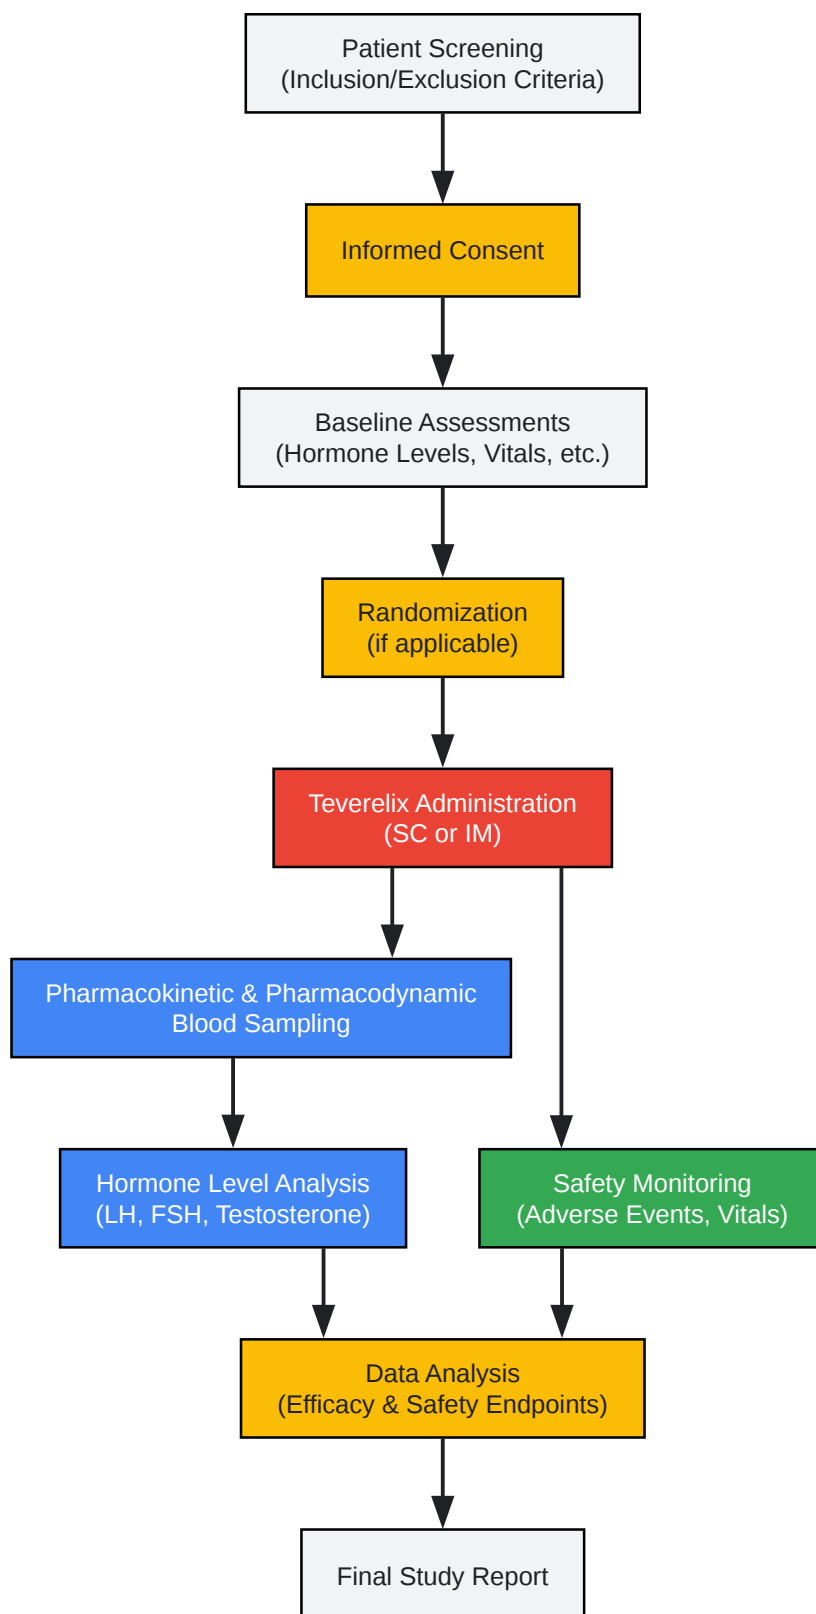 Patient Screening
(Inclusion/Exclusion Criteria)
Informed Consent
Baseline Assessments
(Hormone Levels, Vitals, etc.)
Randomization
(if applicable)
Teverelix Administration
(SC or IM)
Pharmacokinetic & Pharmacodynamic
Blood Sampling
Hormone Level Analysis
(LH, FSH, Testosterone)
Safety Monitoring
(Adverse Events, Vitals)
Data Analysis
(Efficacy & Safety Endpoints)
Final Study Report